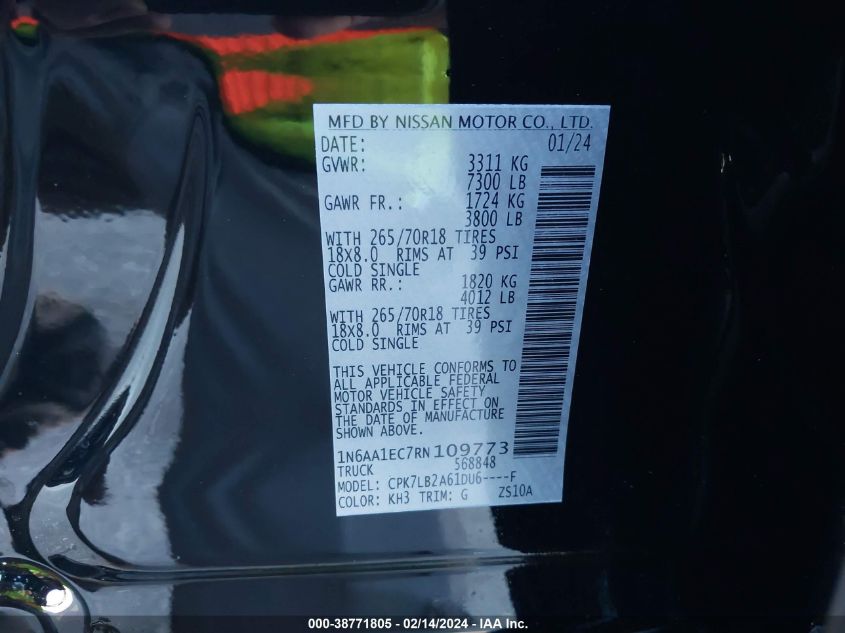 MFD BY NISSAN MOTOR CO., LTD.
DATE: 01/24
GVWR: 3311 KG
7300 LB
GAWR FR.: 1724 KG
3800 LB
WITH 265/70R18 TIRES
18X8.0 RIMS AT 39 PSI
COLD SINGLE
GAWR RR.: 1820 KG
4012 LB
WITH 265/70R18 TIRES
18X8.0 RIMS AT 39 PSI
COLD SINGLE
THIS VEHICLE CONFORMS TO
ALL APPLICABLE FEDERAL
MOTOR VEHICLE SAFETY
STANDARDS IN EFFECT ON
THE DATE OF MANUFACTURE
SHOWN ABOVE.
1N6AA1EC7RN109773
TRUCK 568848
MODEL: CPK7LB2A61DU6----F
COLOR: KH3 TRIM: G ZS10A
000-38771805 - 02/14/2024 - IAA Inc.